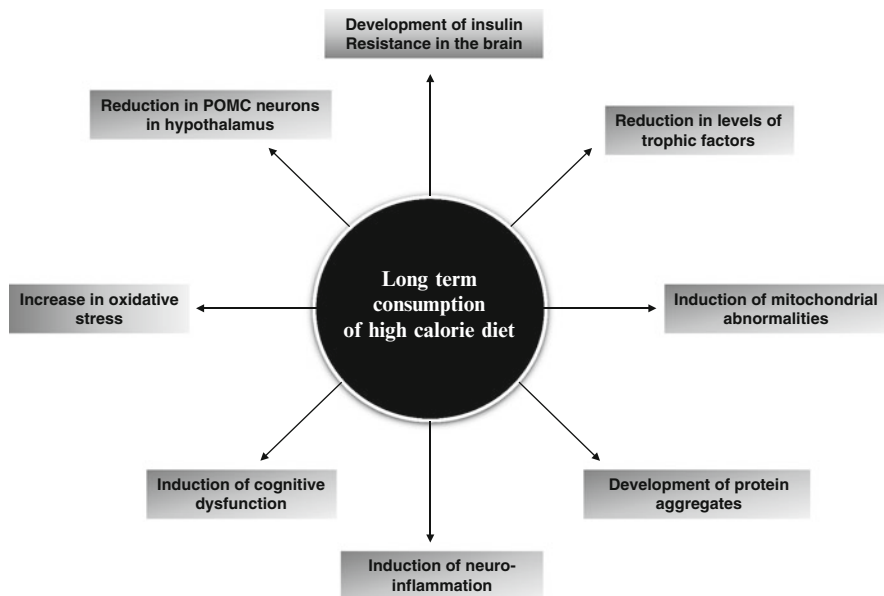 Development of insulin
Resistance in the brain
Reduction in POMC neurons
in hypothalamus
Reduction in levels of
trophic factors
Long term
consumption
of high calorie diet
Increase in oxidative
stress
Induction of mitochondrial
abnormalities
Induction of cognitive
dysfunction
Development of protein
aggregates
Induction of neuro-
inflammation